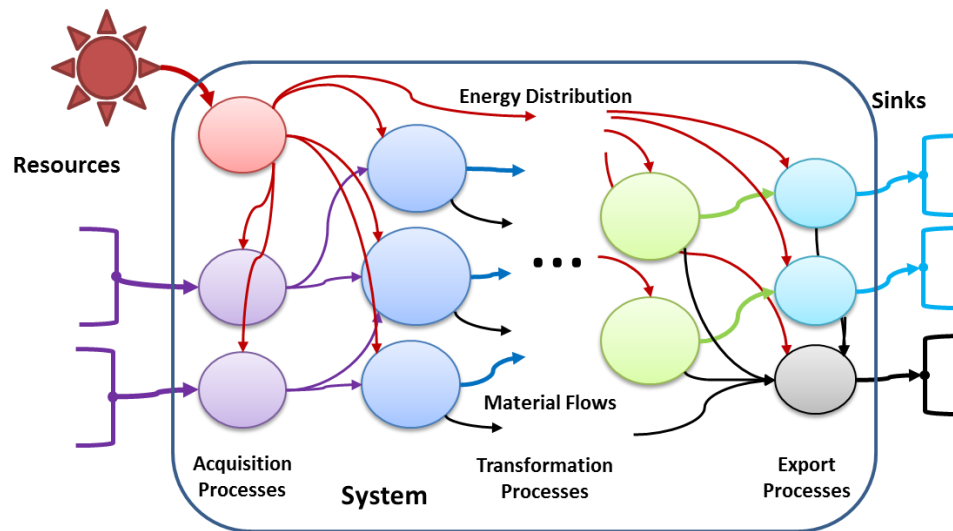 Energy Distribution
Sinks
Resources
Material Flows
Acquisition
Processes
System
Transformation
Processes
Export
Processes